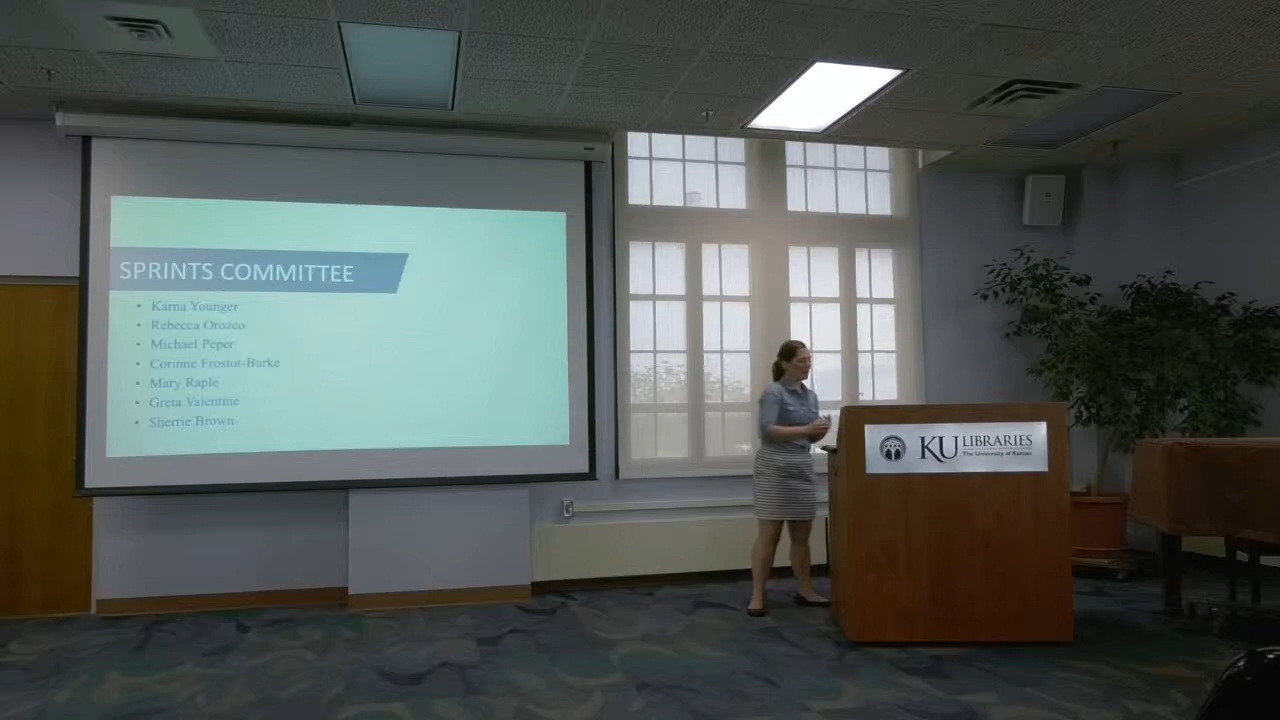 SPRINTS COMMITTEE
• Karna Younger
• Rebecca Orozco
• Michael Peper
• Corinne Frostot-Burke
• Mary Raple
• Greta Valentine
• Sherrie Brown
KU LIBRARIES
The University of Kansas